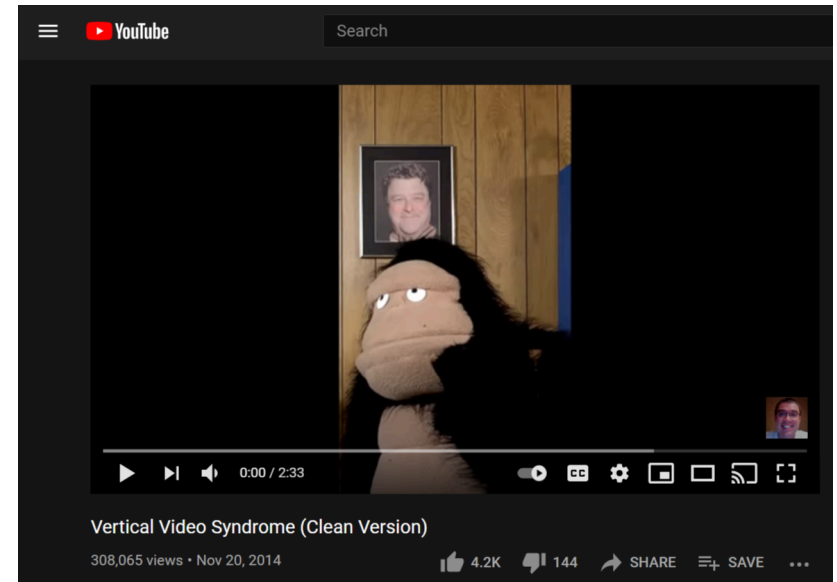 YouTube
Search
0:00 / 2:33
CC
Vertical Video Syndrome (Clean Version)
308,065 views • Nov 20, 2014
4.2K 144 SHARE SAVE